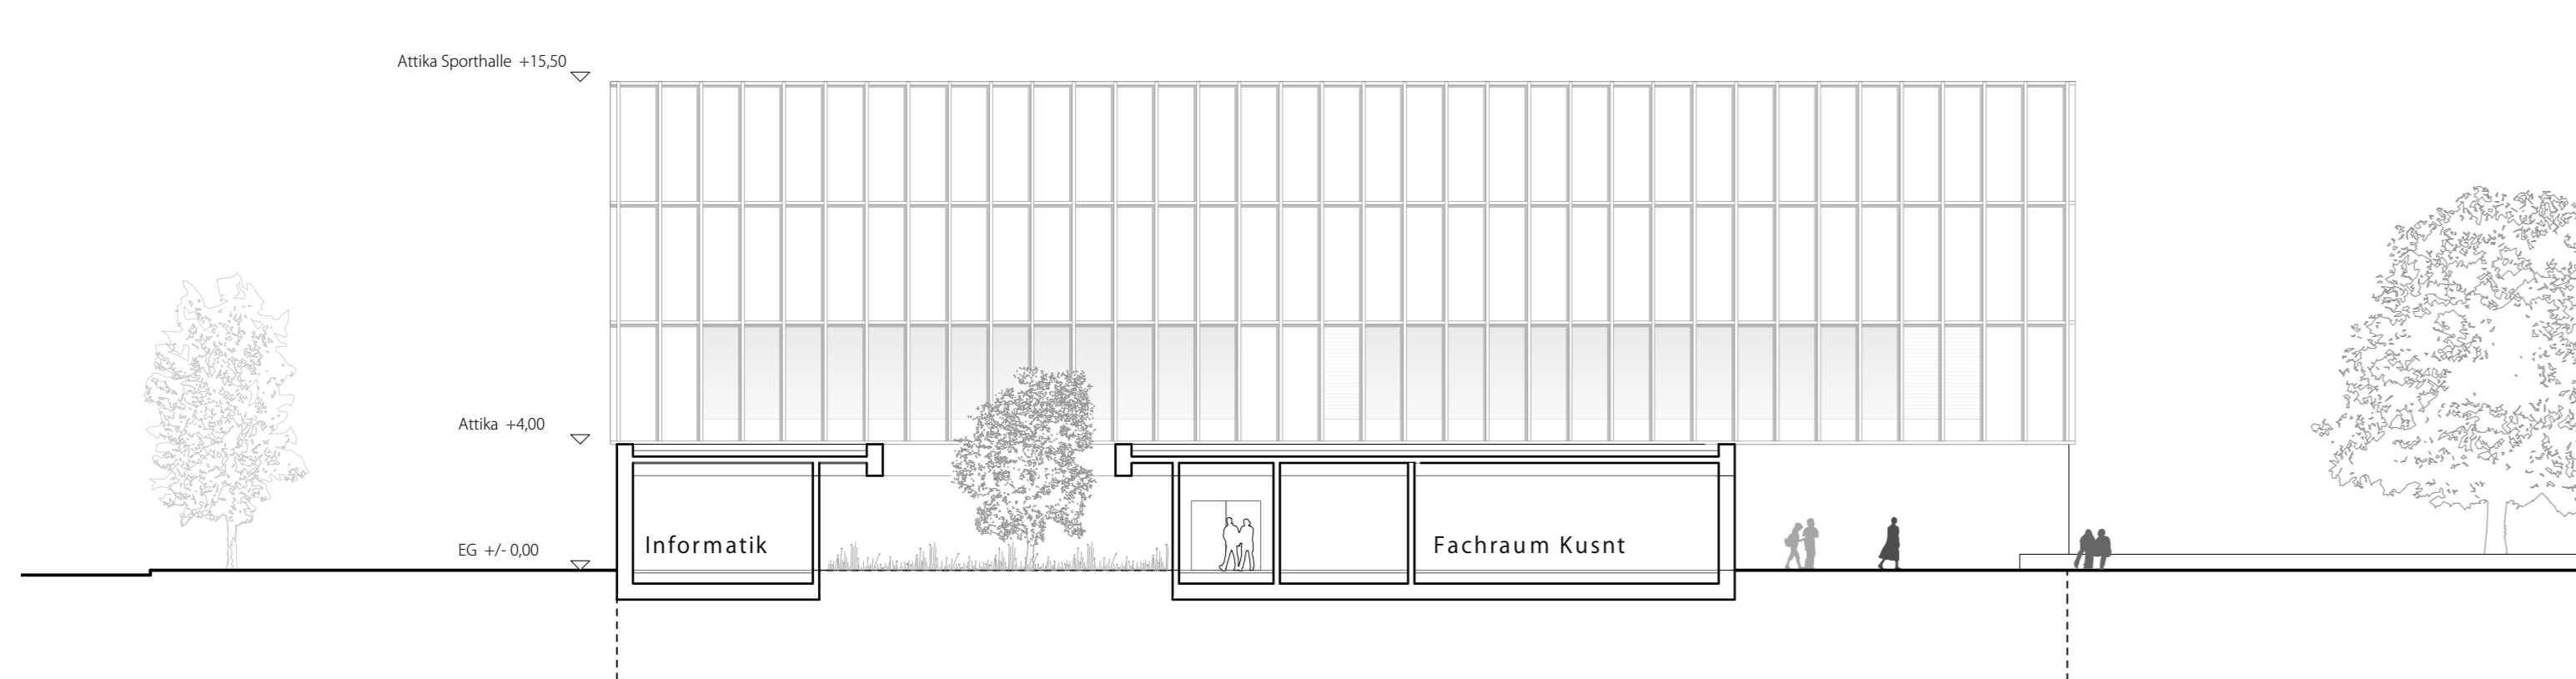 Attika Sporthalle +15,50
Attika +4,00
EG +/- 0,00
Informatik
Fachraum Kusnt